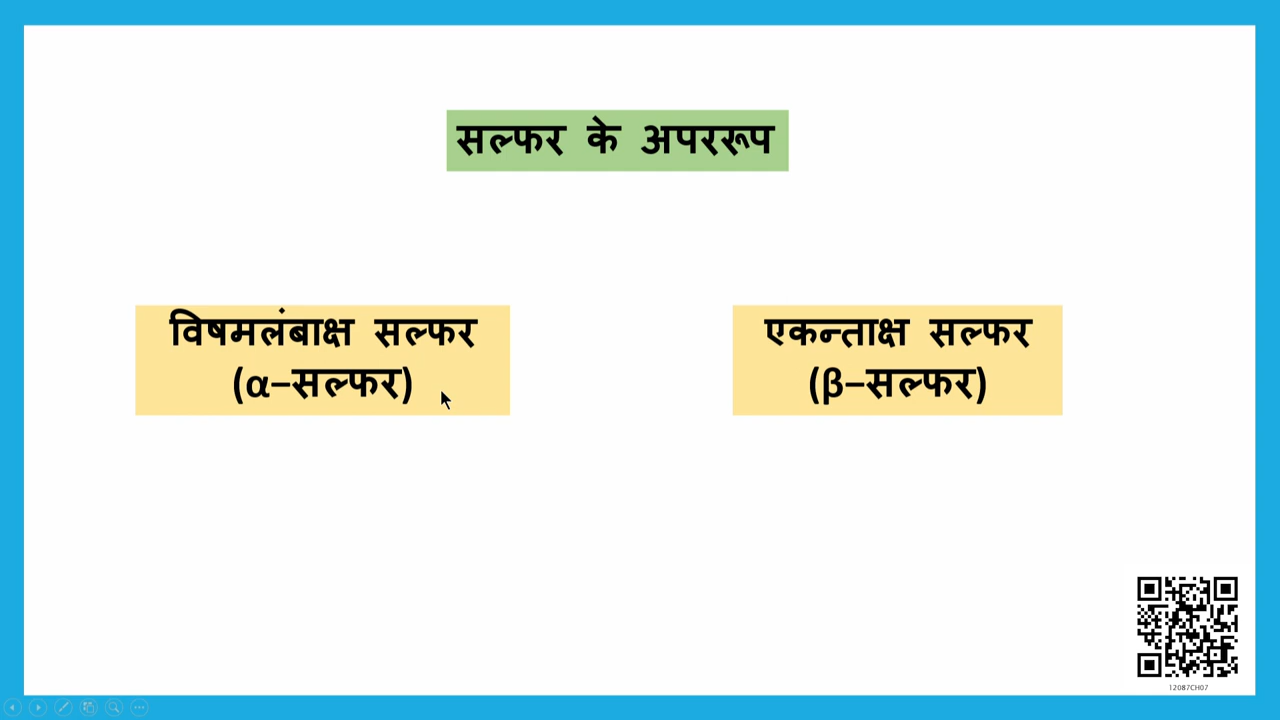 सल्फर के अपररूप
विषमलंबाक्ष सल्फर
(α-सल्फर)
एकन्ताक्ष सल्फर
(β-सल्फर)
12087CH07